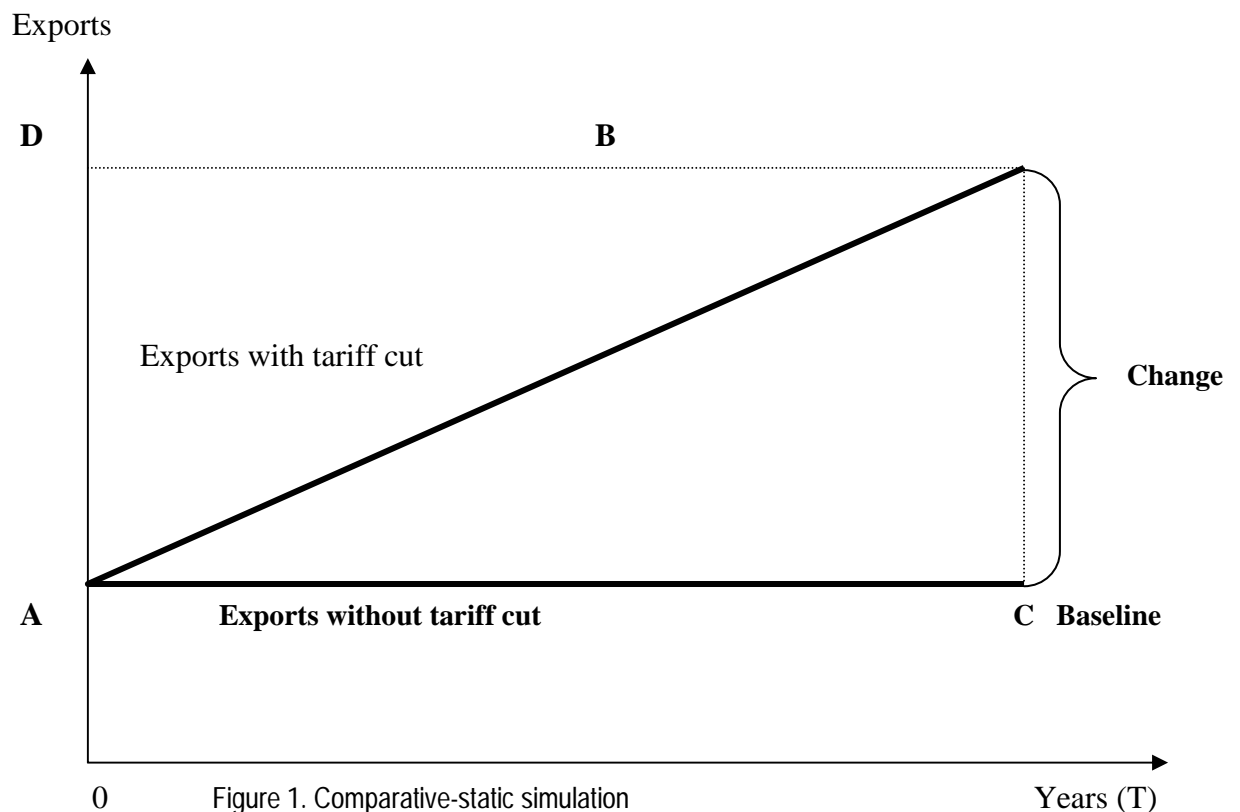 Exports
D
B
Exports with tariff cut
Change
A
Exports without tariff cut
C Baseline
0
Figure 1. Comparative-static simulation
Years (T)